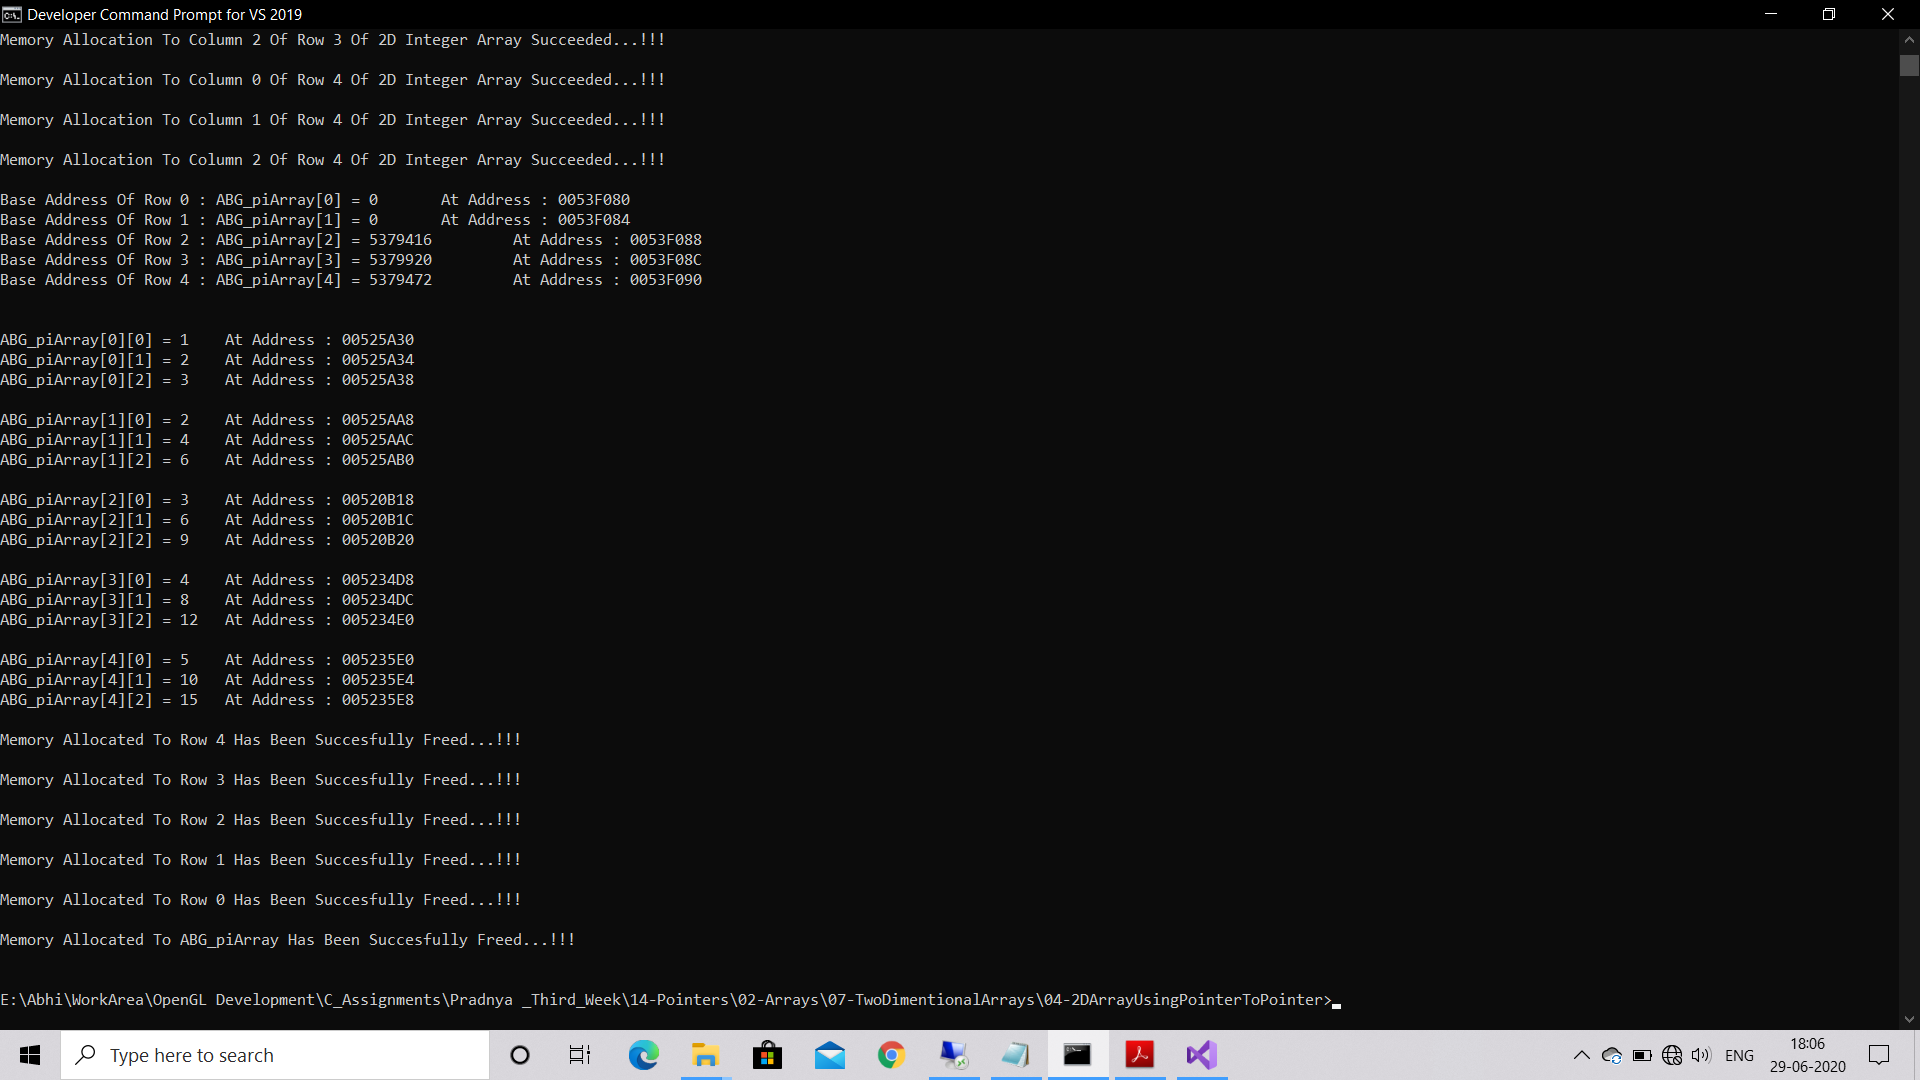 Developer Command Prompt for VS 2019
Memory Allocation To Column 2 Of Row 3 Of 2D Integer Array Succeeded...!!!
Memory Allocation To Column 0 Of Row 4 Of 2D Integer Array Succeeded...!!!
Memory Allocation To Column 1 Of Row 4 Of 2D Integer Array Succeeded...!!!
Memory Allocation To Column 2 Of Row 4 Of 2D Integer Array Succeeded...!!!
Base Address Of Row 0 : ABG_piArray[0] = 0 At Address : 0053F080
Base Address Of Row 1 : ABG_piArray[1] = 0 At Address : 0053F084
Base Address Of Row 2 : ABG_piArray[2] = 5379416 At Address : 0053F088
Base Address Of Row 3 : ABG_piArray[3] = 5379920 At Address : 0053F08C
Base Address Of Row 4 : ABG_piArray[4] = 5379472 At Address : 0053F090
ABG_piArray[0][0] = 1 At Address : 00525A30
ABG_piArray[0][1] = 2 At Address : 00525A34
ABG_piArray[0][2] = 3 At Address : 00525A38
ABG_piArray[1][0] = 2 At Address : 00525AA8
ABG_piArray[1][1] = 4 At Address : 00525AAC
ABG_piArray[1][2] = 6 At Address : 00525AB0
ABG_piArray[2][0] = 3 At Address : 00520B18
ABG_piArray[2][1] = 6 At Address : 00520B1C
ABG_piArray[2][2] = 9 At Address : 00520B20
ABG_piArray[3][0] = 4 At Address : 005234D8
ABG_piArray[3][1] = 8 At Address : 005234DC
ABG_piArray[3][2] = 12 At Address : 005234E0
ABG_piArray[4][0] = 5 At Address : 005235E0
ABG_piArray[4][1] = 10 At Address : 005235E4
ABG_piArray[4][2] = 15 At Address : 005235E8
Memory Allocated To Row 4 Has Been Succesfully Freed...!!!
Memory Allocated To Row 3 Has Been Succesfully Freed...!!!
Memory Allocated To Row 2 Has Been Succesfully Freed...!!!
Memory Allocated To Row 1 Has Been Succesfully Freed...!!!
Memory Allocated To Row 0 Has Been Succesfully Freed...!!!
Memory Allocated To ABG_piArray Has Been Succesfully Freed...!!!
E:\Abhi\WorkArea\OpenGL Development\C_Assignments\Pradnya _Third_Week\14-Pointers\02-Arrays\07-TwoDimentionalArrays\04-2DArrayUsingPointerToPointer>
Type here to search
ENG
18:06
29-06-2020